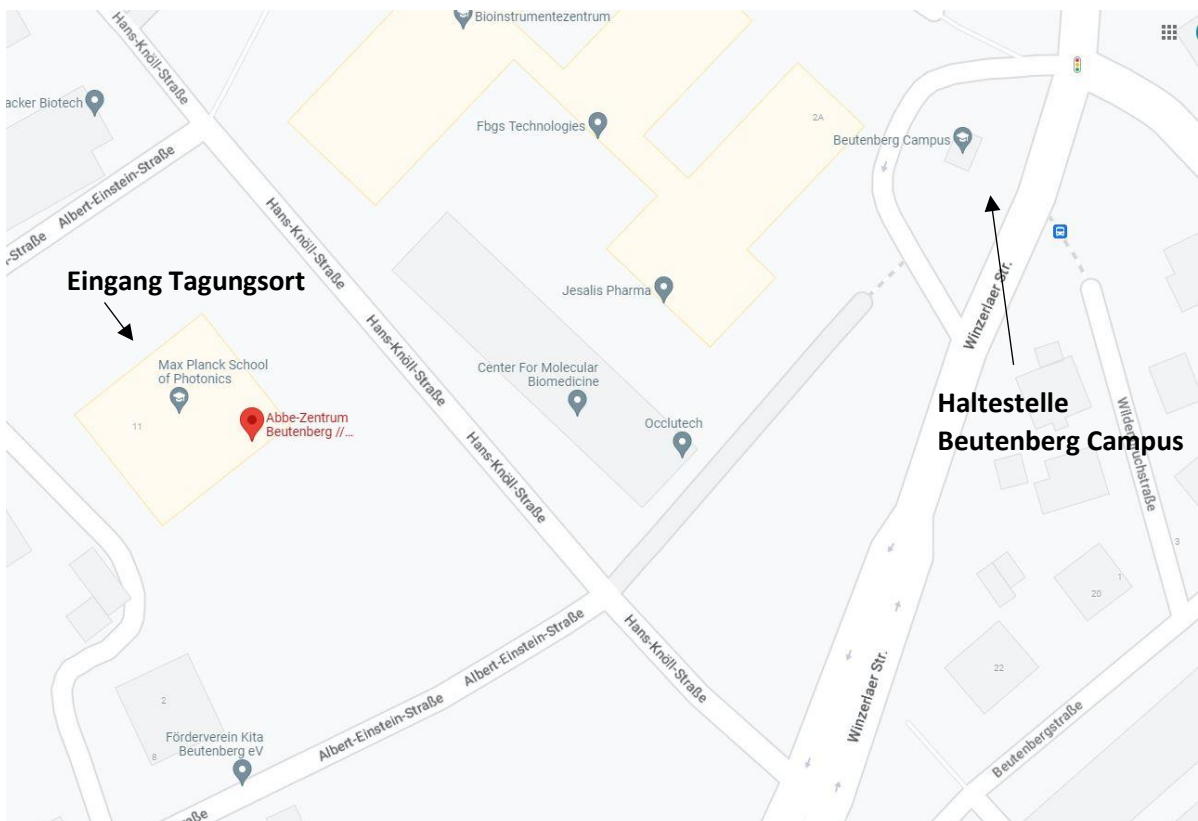 Bioinstrumentezentrum
Hans-Knöll-Straße
acker Biotech
2A
Fbgs Technologies
Beutenberg Campus
Albert-Einstein-Straße
-Straße
Hans-Knöll-Straße
Eingang Tagungsort
Jesalis Pharma
Winzerlaer Str.
Hans-Knöll-Straße
Max Planck School
of Photonics
Center For Molecular
Biomedicine
11
Abbe-Zentrum
Beutenberg //...
Occlutech
Haltestelle
Beutenberg Campus
Wildenbruchstraße
Hans-Knöll-Straße
3
1
20
Albert-Einstein-Straße
Hans-Knöll-Straße
22
2
Albert-Einstein-Straße
Winzerlaer Str.
Beutenbergstraße
Förderverein Kita
Beutenberg eV
8
aße